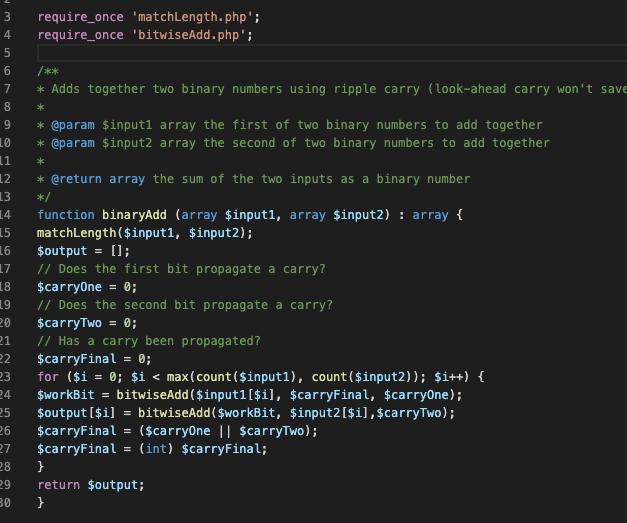 3 require_once 'matchLength.php';
4 require_once 'bitwiseAdd.php';
5
6 /**
7 * Adds together two binary numbers using ripple carry (look-ahead carry won't save
8 *
9 * @param $input1 array the first of two binary numbers to add together
10 * @param $input2 array the second of two binary numbers to add together
11 *
12 * @return array the sum of the two inputs as a binary number
13 */
14 function binaryAdd (array $input1, array $input2) : array {
15 matchLength($input1, $input2);
16 $output = [];
17 // Does the first bit propagate a carry?
18 $carryOne = 0;
19 // Does the second bit propagate a carry?
20 $carryTwo = 0;
21 // Has a carry been propagated?
22 $carryFinal = 0;
23 for ($i = 0; $i < max(count($input1), count($input2)); $i++) {
24 $workBit = bitwiseAdd($input1[$i], $carryFinal, $carryOne);
25 $output[$i] = bitwiseAdd($workBit, $input2[$i],$carryTwo);
26 $carryFinal = ($carryOne || $carryTwo);
27 $carryFinal = (int) $carryFinal;
28 }
29 return $output;
30 }